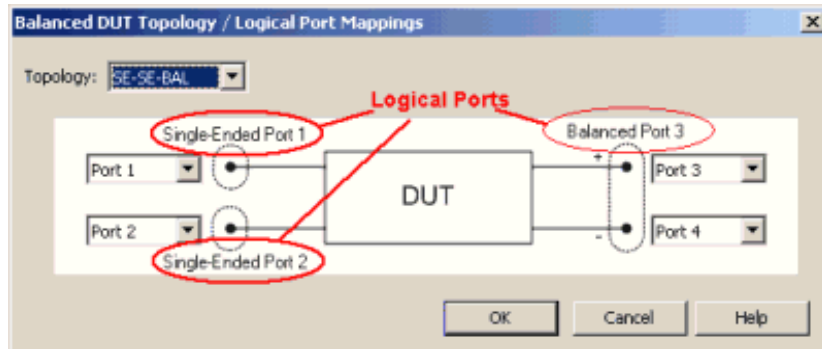 Balanced DUT Topology / Logical Port Mappings
Topology: SE-SE-BAL
Logical Ports
Single-Ended Port 1
Balanced Port 3
Port 1
+
Port 3
DUT
Port 2
-
Port 4
Single-Ended Port 2
OK
Cancel
Help